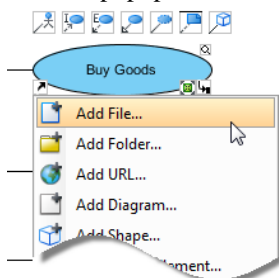 Buy Goods
Add File...
Add Folder...
Add URL...
Add Diagram...
Add Shape...